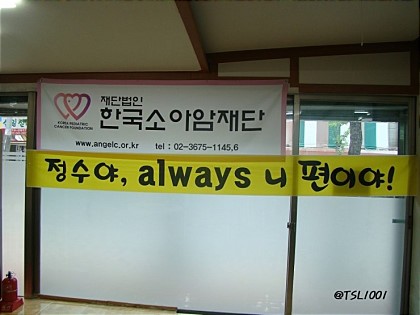 재단법인
한국소아암재단
KOREA PEDIATRIC
CANCER FOUNDATION
www.angelc.or.kr tel : 02-3675-1145,6
정수야, always 니 편이야!
@TSL1001